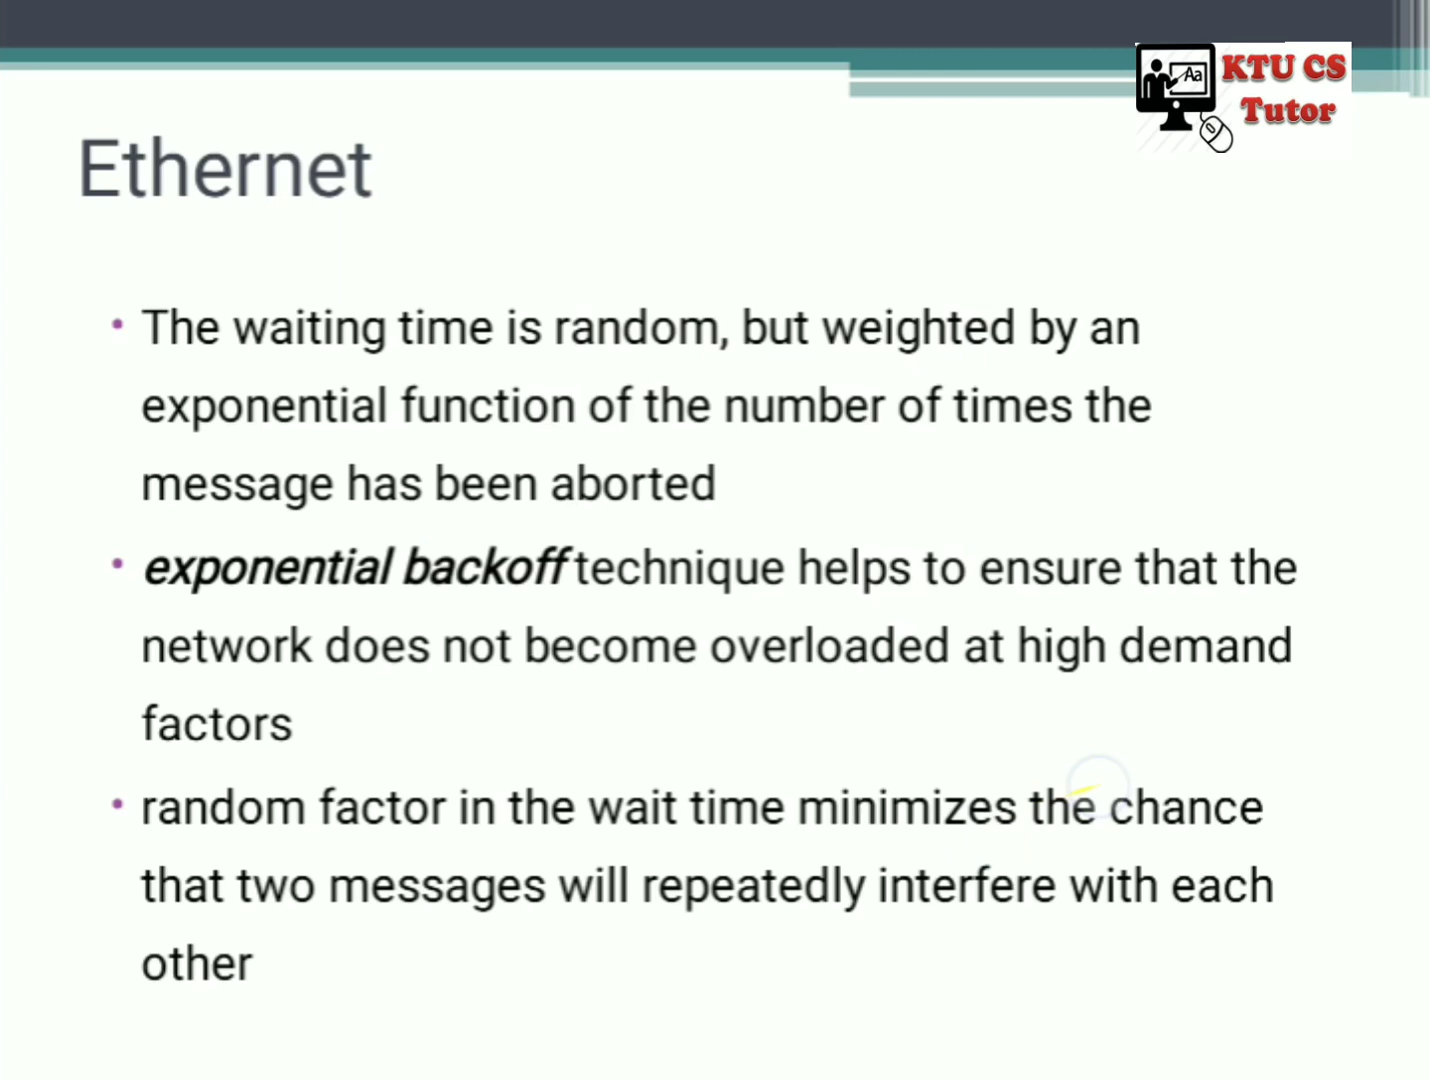 Aa
KTU CS
Tutor
Ethernet
• The waiting time is random, but weighted by an
exponential function of the number of times the
message has been aborted
• exponential backoff technique helps to ensure that the
network does not become overloaded at high demand
factors
• random factor in the wait time minimizes the chance
that two messages will repeatedly interfere with each
other